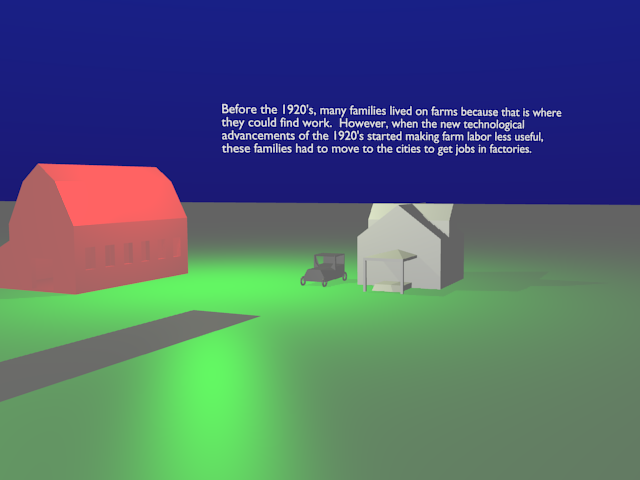 Before the 1920's, many families lived on farms because that is where
they could find work.  However, when the new technological
advancements of the 1920's started making farm labor less useful,
these families had to move to the cities to get jobs in factories.